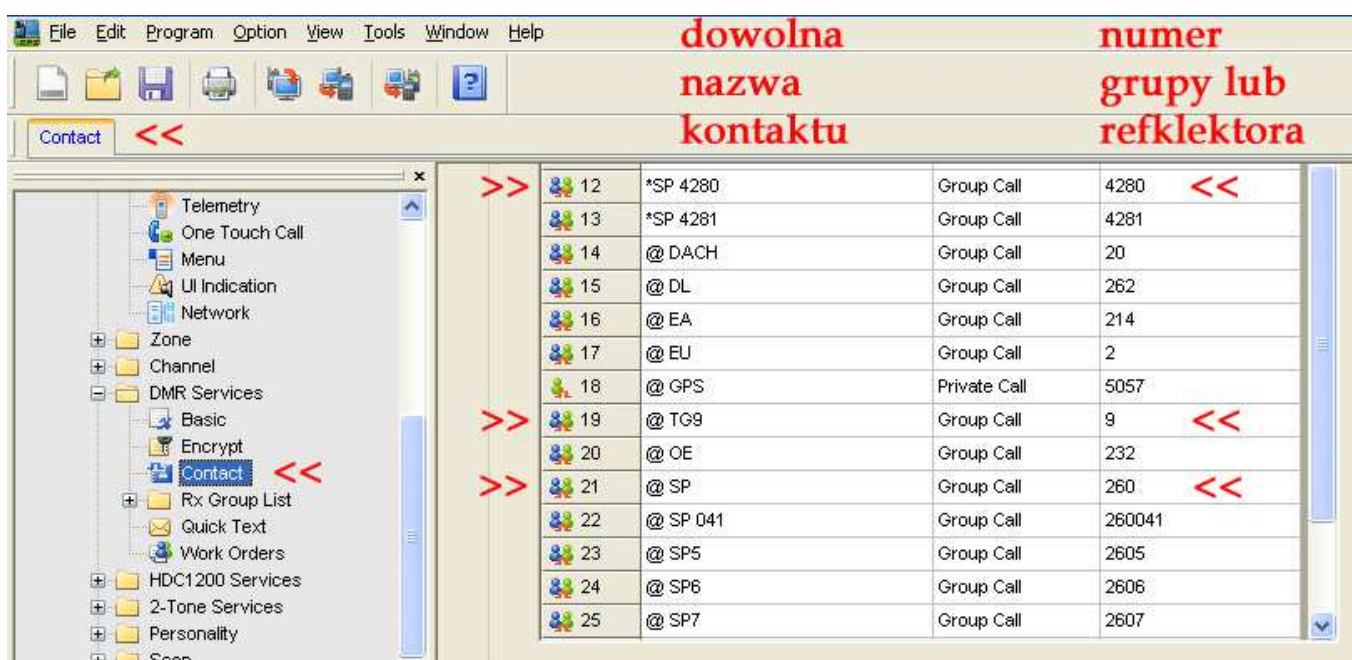 File Edit Program Option View Tools Window Help
dowolna
nazwa
kontaktu
numer
grupy lub
refklektora
Contact <<
Telemetry
One Touch Call
Menu
UI Indication
Network
Zone
Channel
DMR Services
Basic
Encrypt
Contact <<
Rx Group List
Quick Text
Work Orders
HDC1200 Services
2-Tone Services
Personality
>> 12 *SP 4280 Group Call 4280 <<
13 *SP 4281 Group Call 4281
14 @ DACH Group Call 20
15 @ DL Group Call 262
16 @ EA Group Call 214
17 @ EU Group Call 2
18 @ GPS Private Call 5057
>> 19 @ TG9 Group Call 9 <<
20 @ OE Group Call 232
>> 21 @ SP Group Call 260 <<
22 @ SP 041 Group Call 260041
23 @ SP5 Group Call 2605
24 @ SP6 Group Call 2606
25 @ SP7 Group Call 2607